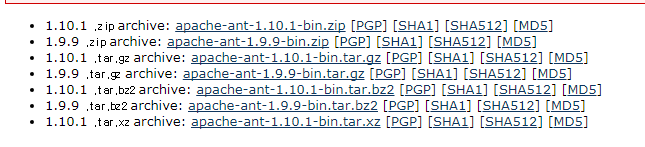 • 1.10.1 .zip archive: apache-ant-1.10.1-bin.zip [PGP] [SHA1] [SHA512] [MD5]
• 1.9.9 .zip archive: apache-ant-1.9.9-bin.zip [PGP] [SHA1] [SHA512] [MD5]
• 1.10.1 .tar.gz archive: apache-ant-1.10.1-bin.tar.gz [PGP] [SHA1] [SHA512] [MD5]
• 1.9.9 .tar.gz archive: apache-ant-1.9.9-bin.tar.gz [PGP] [SHA1] [SHA512] [MD5]
• 1.10.1 .tar.bz2 archive: apache-ant-1.10.1-bin.tar.bz2 [PGP] [SHA1] [SHA512] [MD5]
• 1.9.9 .tar.bz2 archive: apache-ant-1.9.9-bin.tar.bz2 [PGP] [SHA1] [SHA512] [MD5]
• 1.10.1 .tar.xz archive: apache-ant-1.10.1-bin.tar.xz [PGP] [SHA1] [SHA512] [MD5]